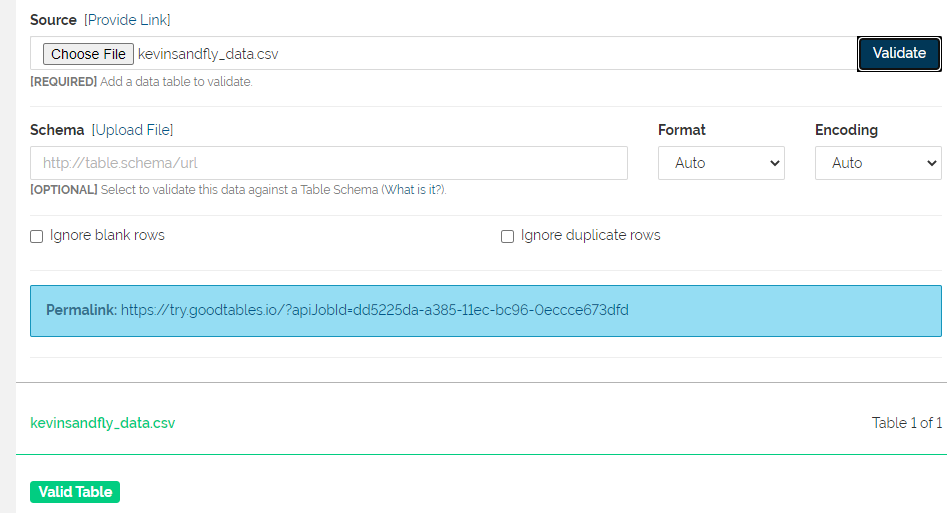 Source [Provide Link]
Choose File kevinsandfly_data.csv Validate
[REQUIRED] Add a data table to validate.
Schema [Upload File] Format Encoding
http://table.schema/url Auto Auto
[OPTIONAL] Select to validate this data against a Table Schema (What is it?).
Ignore blank rows Ignore duplicate rows
Permalink: https://try.goodtables.io/?apiJobId=dd5225da-a385-11ec-bc96-0eccce673dfd
kevinsandfly_data.csv Table 1 of 1
Valid Table